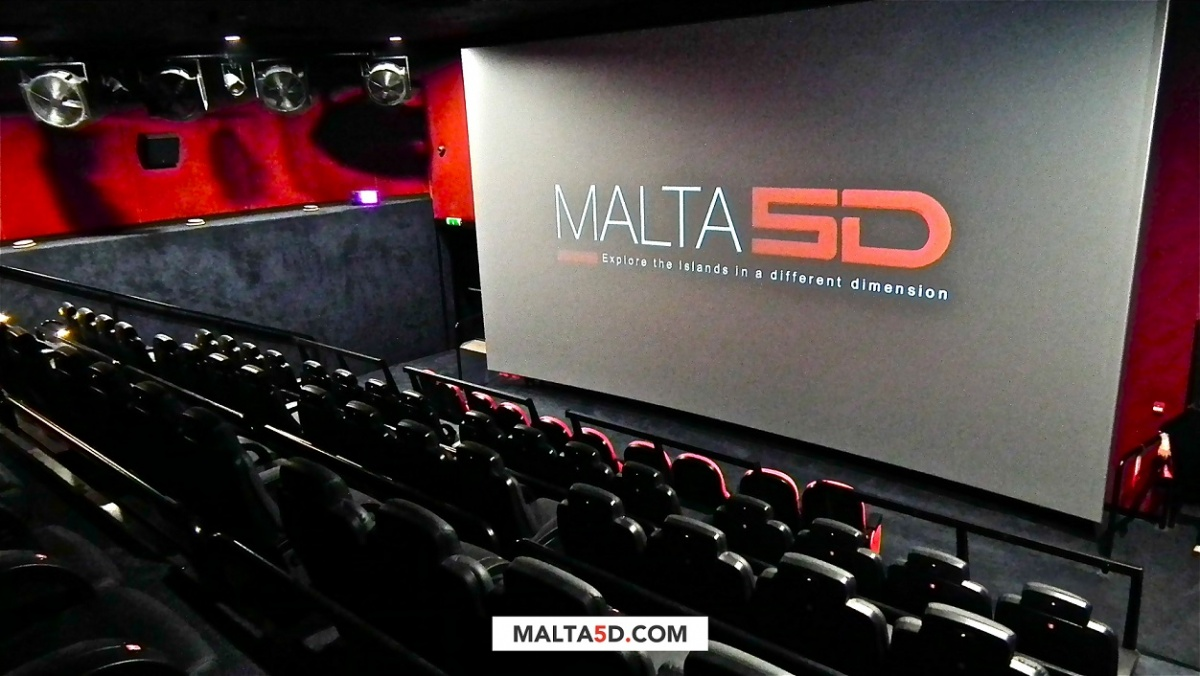 MALTA 5D
Explore the islands in a different dimension
MALTA5D.COM